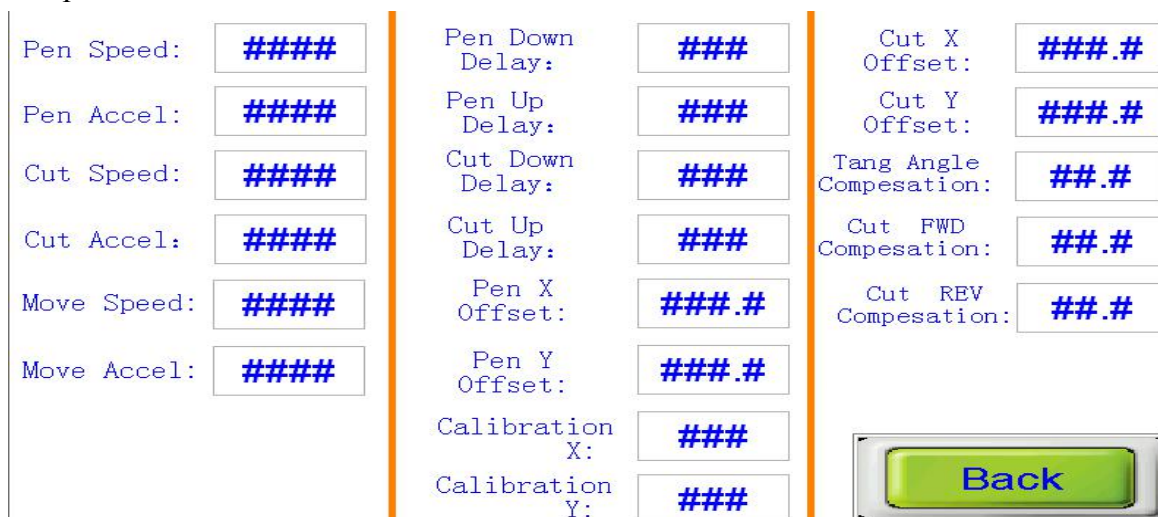 Pen Speed: ####
Pen Accel: ####
Cut Speed: ####
Cut Accel: ####
Move Speed: ####
Move Accel: ####
Pen Down
Delay: ###
Pen Up
Delay: ###
Cut Down
Delay: ###
Cut Up
Delay: ###
Pen X
Offset: ###.#
Pen Y
Offset: ###.#
Calibration
X: ###
Calibration
Y: ###
Cut X
Offset: ###.#
Cut Y
Offset: ###.#
Tang Angle
Compesation: ##.#
Cut FWD
Compesation: ##.#
Cut REV
Compesation: ##.#
Back